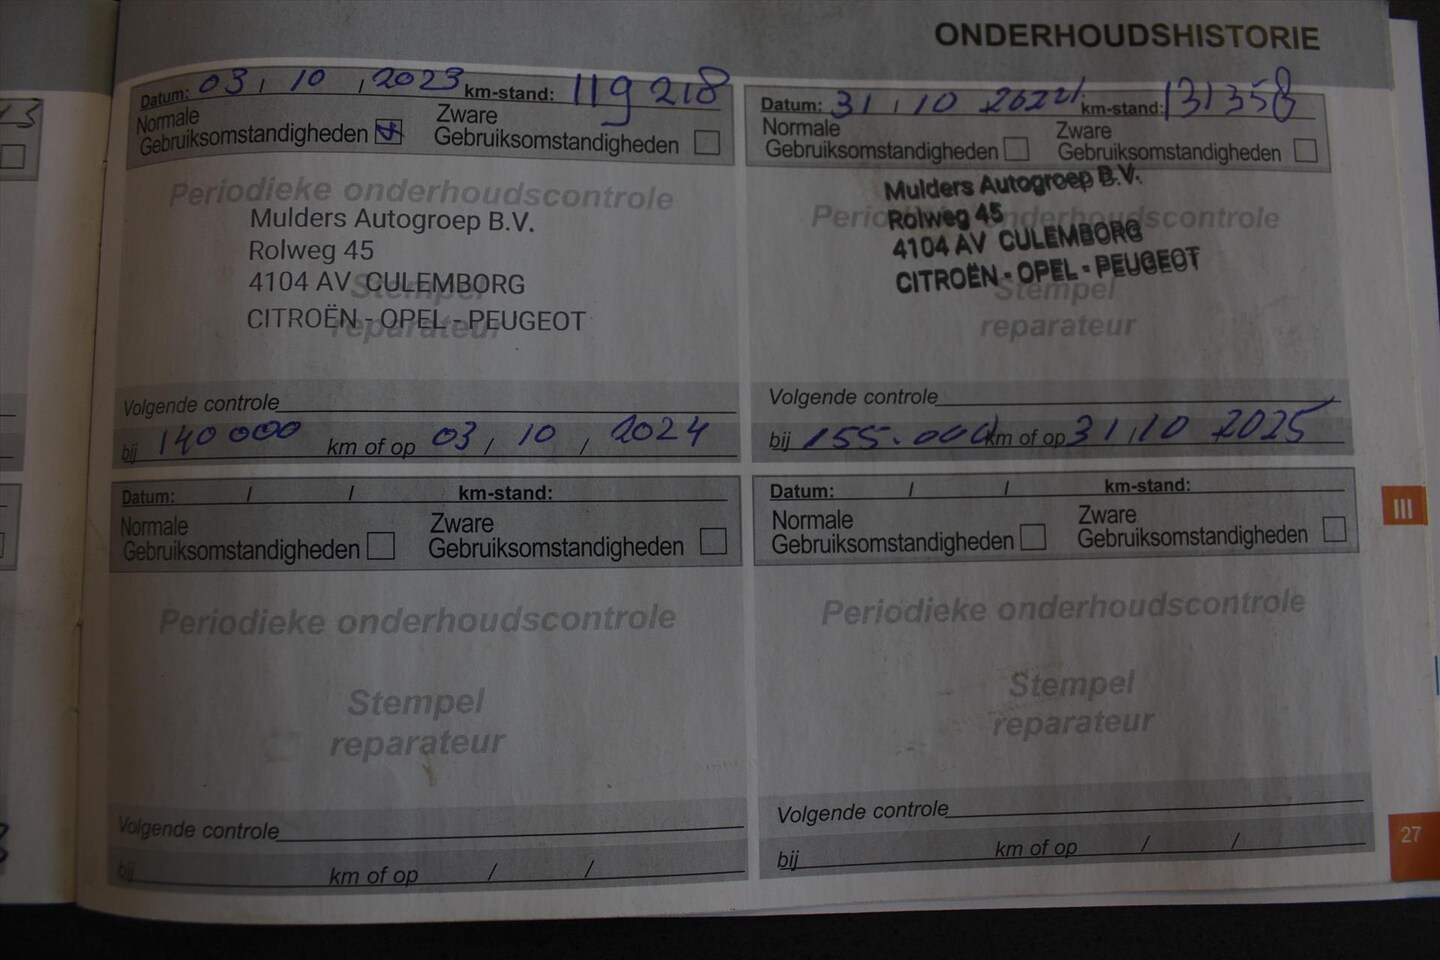 ONDERHOUDSHISTORIE
Datum: 03 / 10 / 2023 km-stand: 119218
Normale Gebruiksomstandigheden
Zware Gebruiksomstandigheden
Periodieke onderhoudscontrole
Mulders Autogroep B.V.
Rolweg 45
4104 AV CULEMBORG
CITROËN - OPEL - PEUGEOT
Stempel
reparateur
Volgende controle
bij 140 000 km of op 03 / 10 / 2024
Datum: 31 / 10 km-stand: 131358
Normale Gebruiksomstandigheden
Zware Gebruiksomstandigheden
Periodieke onderhoudscontrole
Mulders Autogroep B.V.
Rolweg 45
4104 AV CULEMBORG
CITROËN - OPEL - PEUGEOT
Stempel
reparateur
Volgende controle
bij 155.000 km of op 31 / 10 2025
Datum: / / km-stand:
Normale Gebruiksomstandigheden
Zware Gebruiksomstandigheden
Periodieke onderhoudscontrole
Stempel
reparateur
Volgende controle
bij km of op / /
Datum: / / km-stand:
Normale Gebruiksomstandigheden
Zware Gebruiksomstandigheden
Periodieke onderhoudscontrole
Stempel
reparateur
Volgende controle
bij km of op / /
III
27